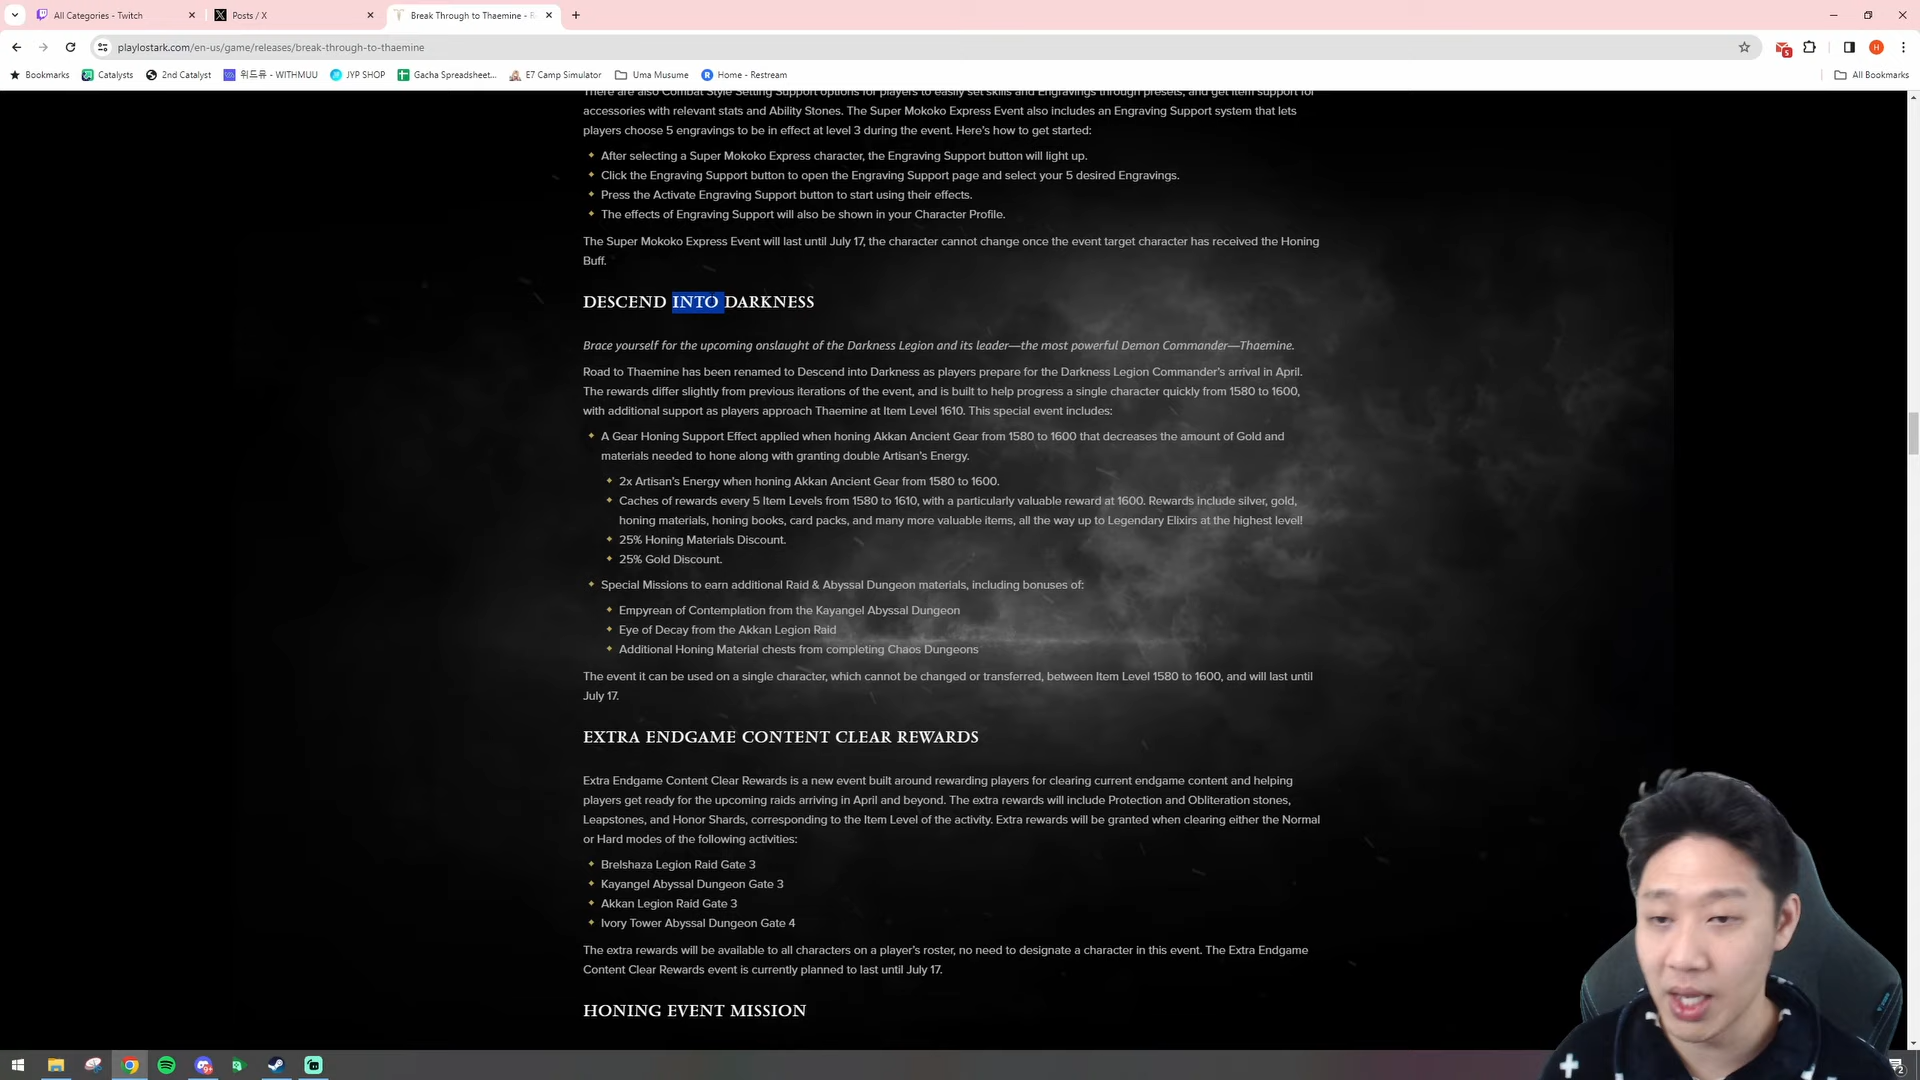 All Categories - Twitch
Posts / X
Break Through to Thaemine - R
playlostark.com/en-us/game/releases/break-through-to-thaemine
Bookmarks
Catalysts
2nd Catalyst
위드뮤 - WITHMUU
JYP SHOP
Gacha Spreadsheet...
E7 Camp Simulator
Uma Musume
Home - Restream
All Bookmarks
There are also Combat Style Setting Support options for players to easily set skills and Engravings through presets, and get item support for
accessories with relevant stats and Ability Stones. The Super Mokoko Express Event also includes an Engraving Support system that lets
players choose 5 engravings to be in effect at level 3 during the event. Here's how to get started:
After selecting a Super Mokoko Express character, the Engraving Support button will light up.
Click the Engraving Support button to open the Engraving Support page and select your 5 desired Engravings.
Press the Activate Engraving Support button to start using their effects.
The effects of Engraving Support will also be shown in your Character Profile.
The Super Mokoko Express Event will last until July 17, the character cannot change once the event target character has received the Honing
Buff.
DESCEND INTO DARKNESS
Brace yourself for the upcoming onslaught of the Darkness Legion and its leader—the most powerful Demon Commander—Thaemine.
Road to Thaemine has been renamed to Descend into Darkness as players prepare for the Darkness Legion Commander's arrival in April.
The rewards differ slightly from previous iterations of the event, and is built to help progress a single character quickly from 1580 to 1600,
with additional support as players approach Thaemine at Item Level 1610. This special event includes:
A Gear Honing Support Effect applied when honing Akkan Ancient Gear from 1580 to 1600 that decreases the amount of Gold and
materials needed to hone along with granting double Artisan's Energy.
2x Artisan's Energy when honing Akkan Ancient Gear from 1580 to 1600.
Caches of rewards every 5 Item Levels from 1580 to 1610, with a particularly valuable reward at 1600. Rewards include silver, gold,
honing materials, honing books, card packs, and many more valuable items, all the way up to Legendary Elixirs at the highest level!
25% Honing Materials Discount.
25% Gold Discount.
Special Missions to earn additional Raid & Abyssal Dungeon materials, including bonuses of:
Empyrean of Contemplation from the Kayangel Abyssal Dungeon
Eye of Decay from the Akkan Legion Raid
Additional Honing Material chests from completing Chaos Dungeons
The event it can be used on a single character, which cannot be changed or transferred, between Item Level 1580 to 1600, and will last until
July 17.
EXTRA ENDGAME CONTENT CLEAR REWARDS
Extra Endgame Content Clear Rewards is a new event built around rewarding players for clearing current endgame content and helping
players get ready for the upcoming raids arriving in April and beyond. The extra rewards will include Protection and Obliteration stones,
Leapstones, and Honor Shards, corresponding to the Item Level of the activity. Extra rewards will be granted when clearing either the Normal
or Hard modes of the following activities:
Brelshaza Legion Raid Gate 3
Kayangel Abyssal Dungeon Gate 3
Akkan Legion Raid Gate 3
Ivory Tower Abyssal Dungeon Gate 4
The extra rewards will be available to all characters on a player's roster, no need to designate a character in this event. The Extra Endgame
Content Clear Rewards event is currently planned to last until July 17.
HONING EVENT MISSION